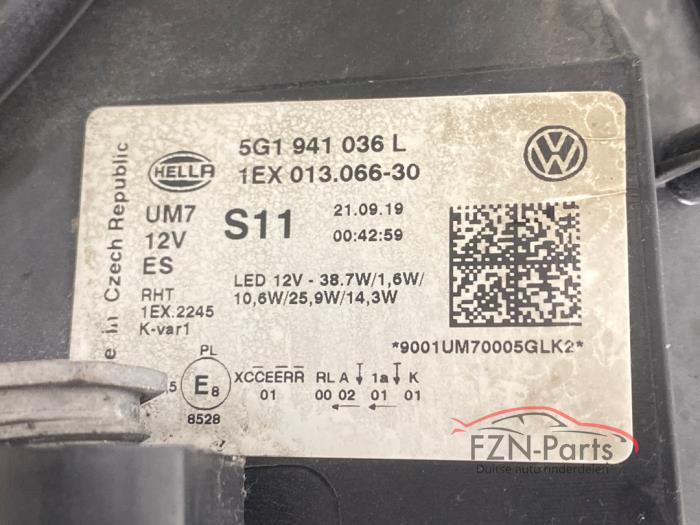 5G1 941 036 L
HELLA
1EX 013.066-30
UM7
S11
21.09.19
12V
00:42:59
ES
LED 12V - 38.7W/1,6W/
10,6W/25,9W/14,3W
RHT
1EX.2245
K-var1
*9001UM70005GLK2*
e in Czech Republic
PL
5
E8
XCCEERR RL A 1a K
01 00 02 01 01
8528
FZN-Parts
Duitse auto onderdelen